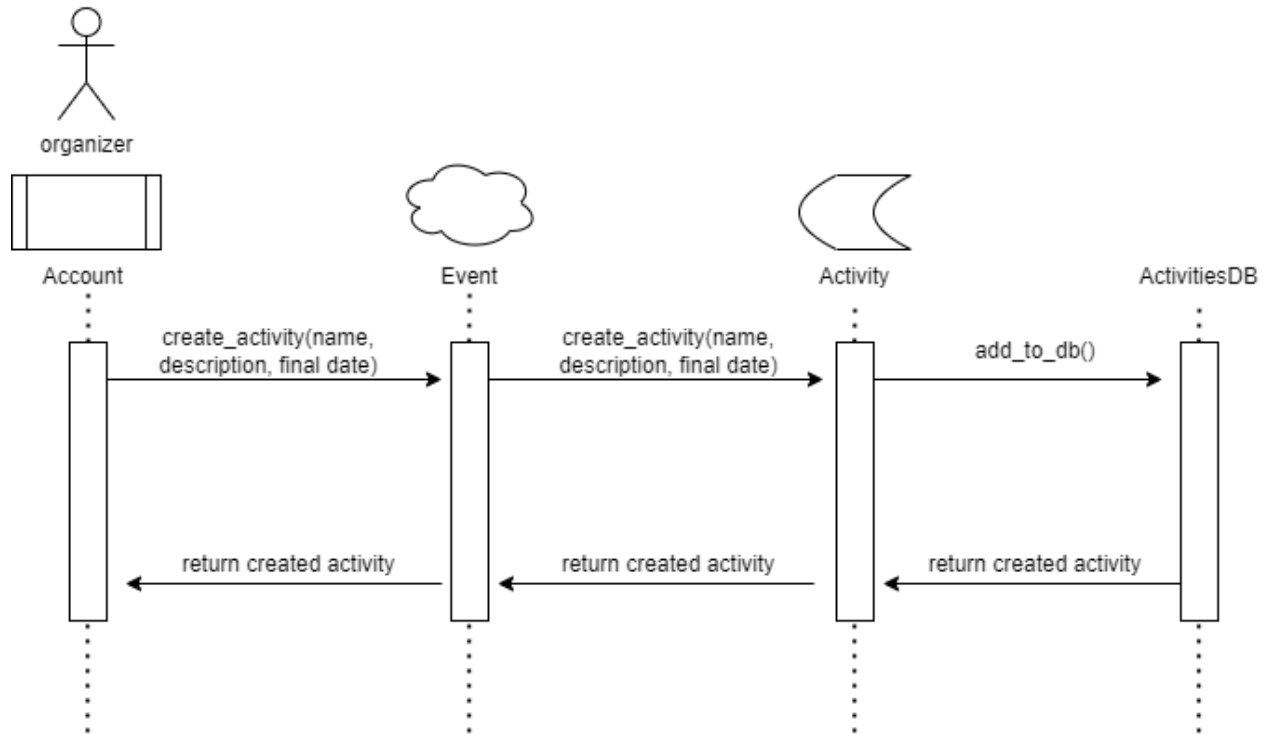 organizer
Account
Event
Activity
ActivitiesDB
create_activity(name,
description, final date)
create_activity(name,
description, final date)
add_to_db()
return created activity
return created activity
return created activity